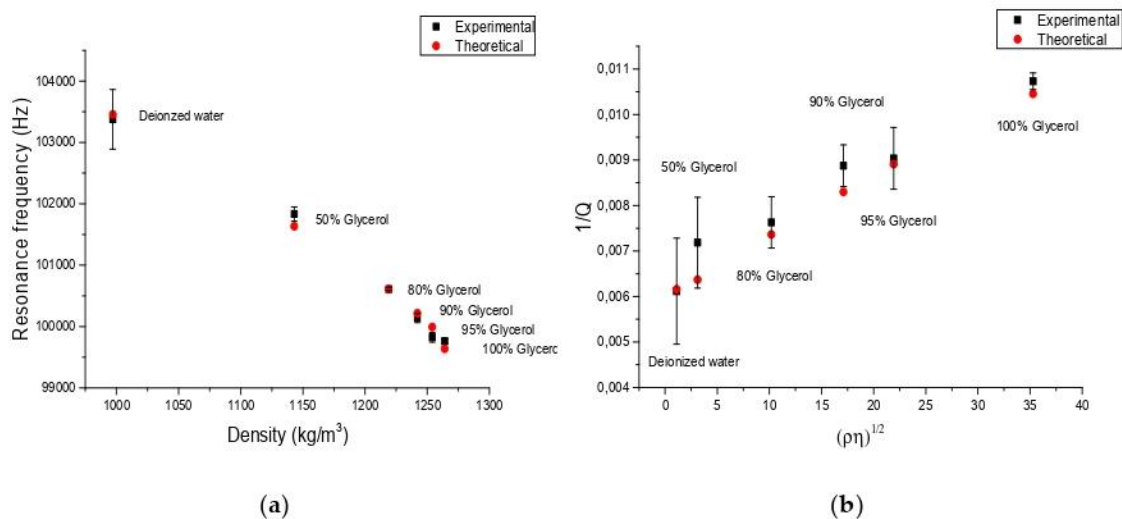 Experimental
Theoretical
Resonance frequency (Hz)
104000
103000
102000
101000
100000
99000
Deionzed water
50% Glycerol
80% Glycerol
90% Glycerol
95% Glycerol
100% Glycerc
1000 1050 1100 1150 1200 1250 1300
Density (kg/m³)
(a)
Experimental
Theoretical
1/Q
0,011
0,010
0,009
0,008
0,007
0,006
0,005
0,004
90% Glycerol
100% Glycerol
50% Glycerol
95% Glycerol
80% Glycerol
Deionized water
0 5 10 15 20 25 30 35 40
(ρη)^1/2
(b)